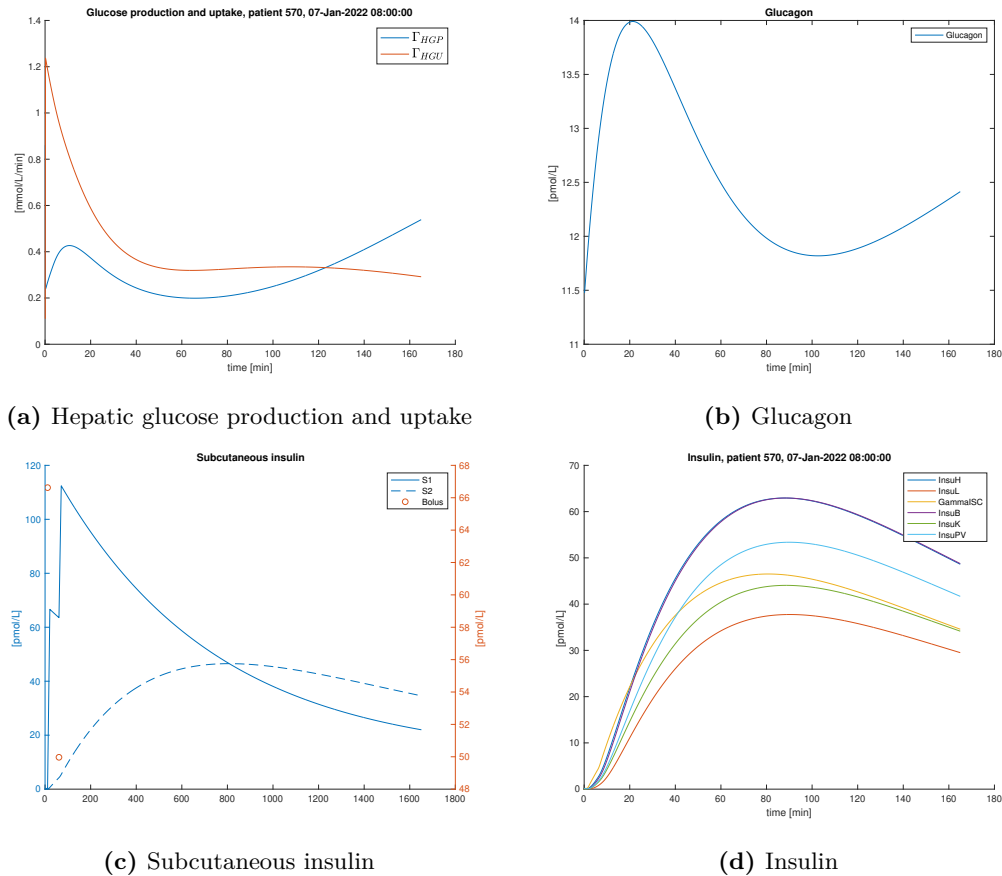 Glucose production and uptake, patient 570, 07-Jan-2022 08:00:00
1.4
1.2
1
0.8
0.6
0.4
0.2
0
[mmol/L/min]
Γ_HGP
Γ_HGU
0 20 40 60 80 100 120 140 160 180
time [min]
(a) Hepatic glucose production and uptake
Glucagon
14
13.5
13
12.5
12
11.5
11
[pmol/L]
Glucagon
0 20 40 60 80 100 120 140 160 180
time [min]
(b) Glucagon
Subcutaneous insulin
120
100
80
60
40
20
0
[pmol/L]
S1
S2
Bolus
68
66
64
62
60
58
56
54
52
50
48
[pmol/L]
0 200 400 600 800 1000 1200 1400 1600 1800
(c) Subcutaneous insulin
Insulin, patient 570, 07-Jan-2022 08:00:00
70
60
50
40
30
20
10
0
[pmol/L]
InsuH
InsuL
GammaISC
InsuB
InsuK
InsuPV
0 20 40 60 80 100 120 140 160 180
time [min]
(d) Insulin